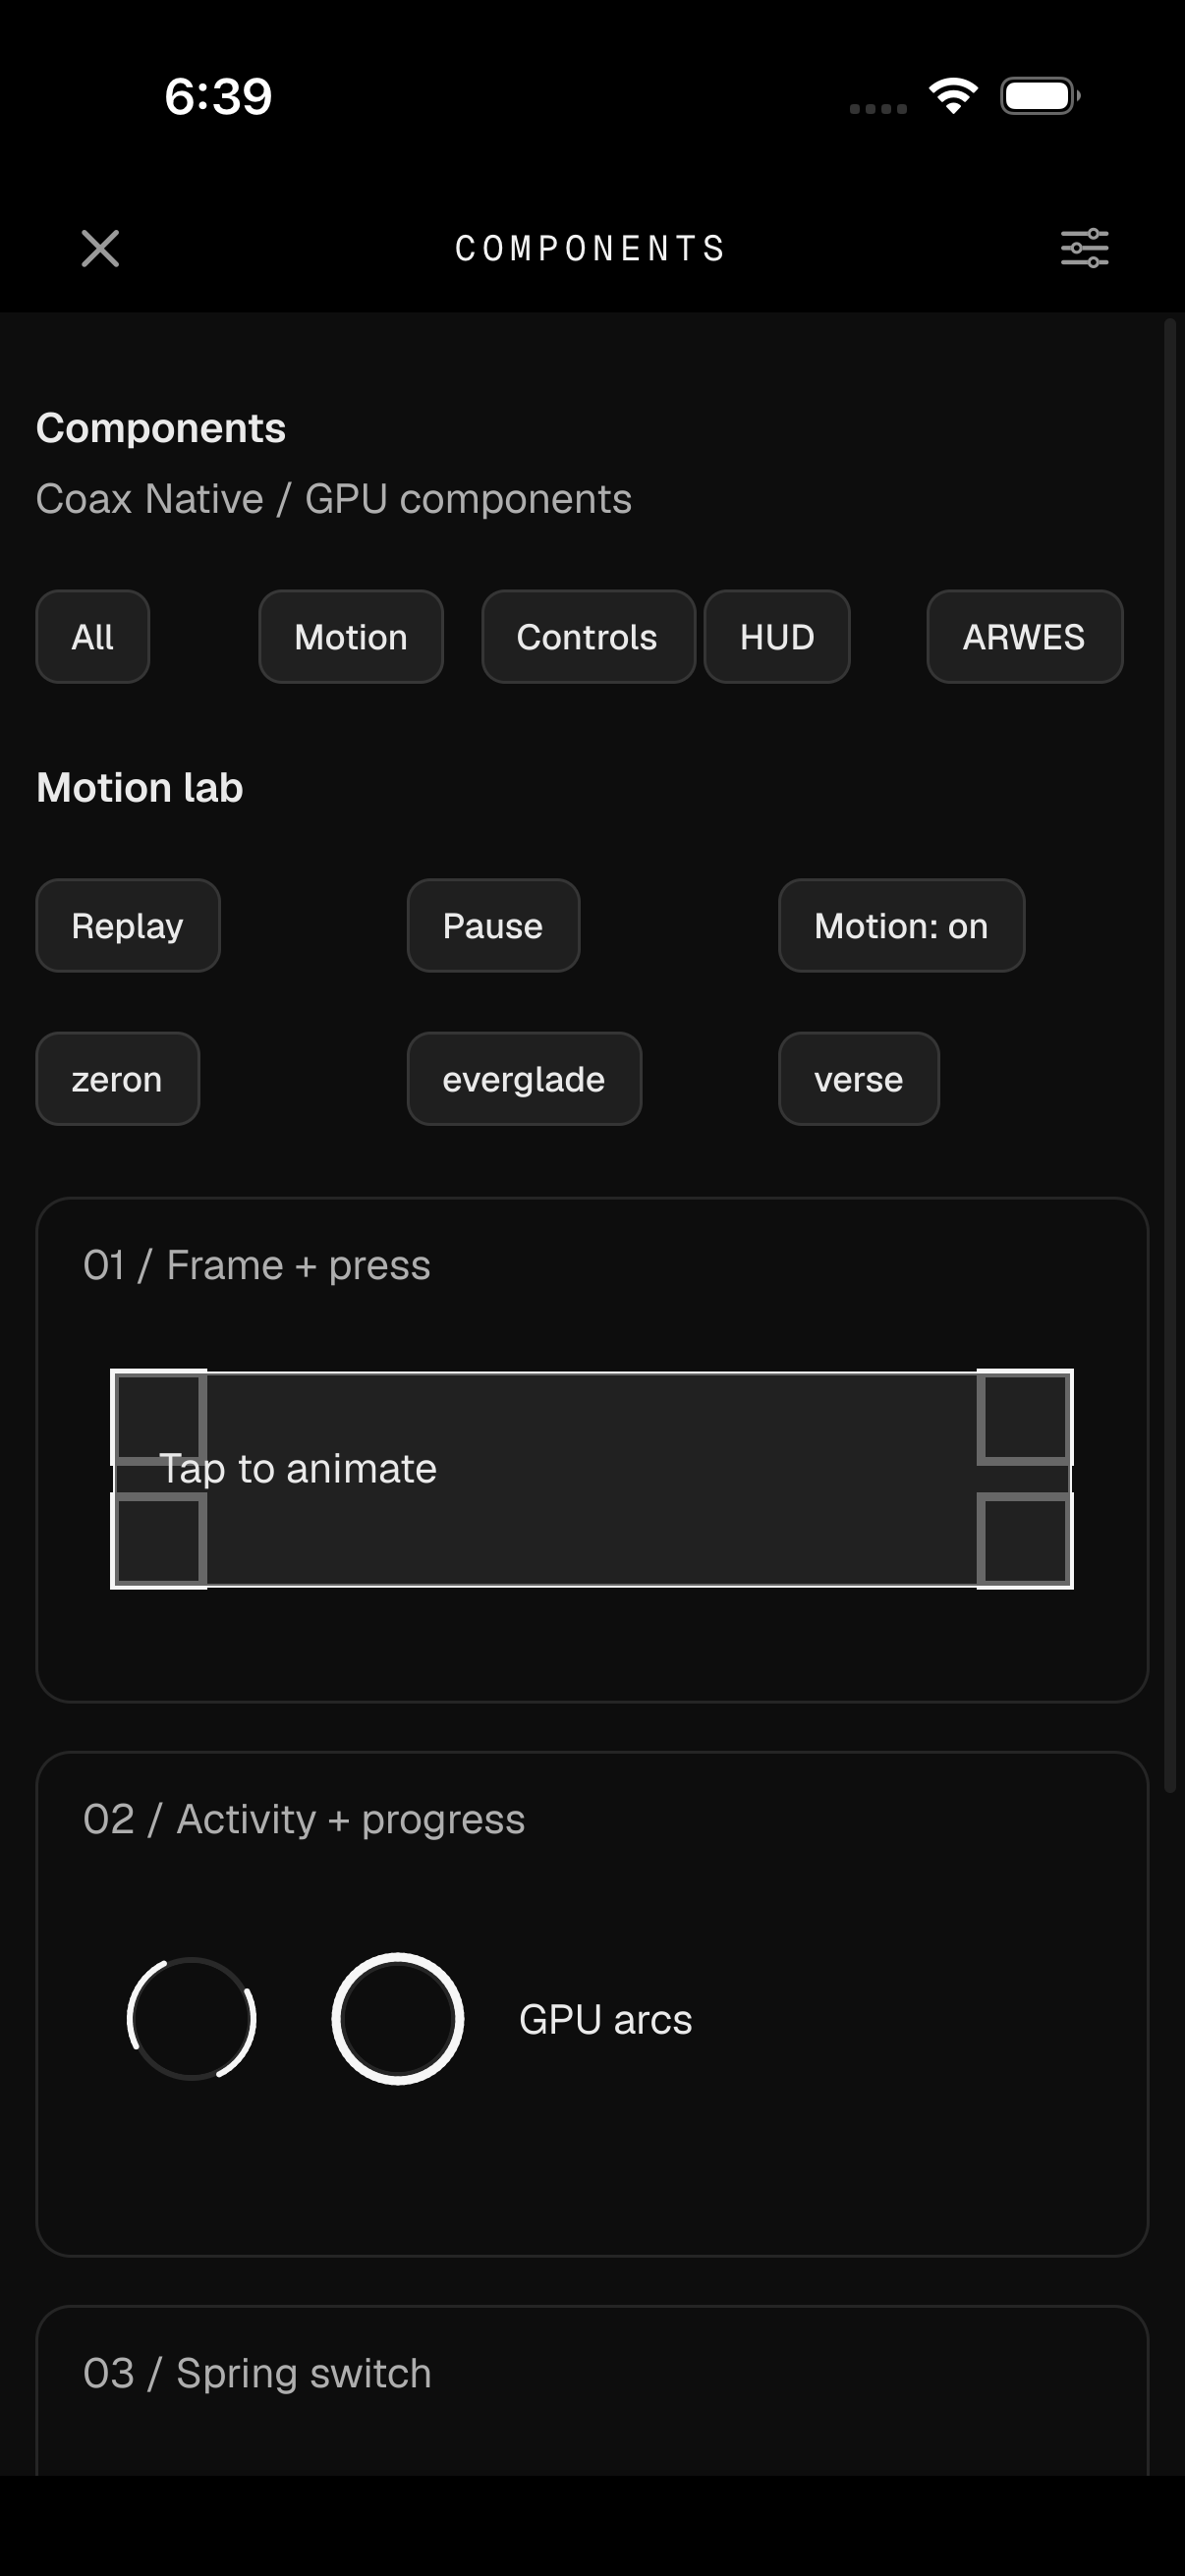 6:39
COMPONENTS
Components
Coax Native / GPU components
All Motion Controls HUD ARWES
Motion lab
Replay Pause Motion: on
zeron everglade verse
01 / Frame + press
Tap to animate
02 / Activity + progress
GPU arcs
03 / Spring switch